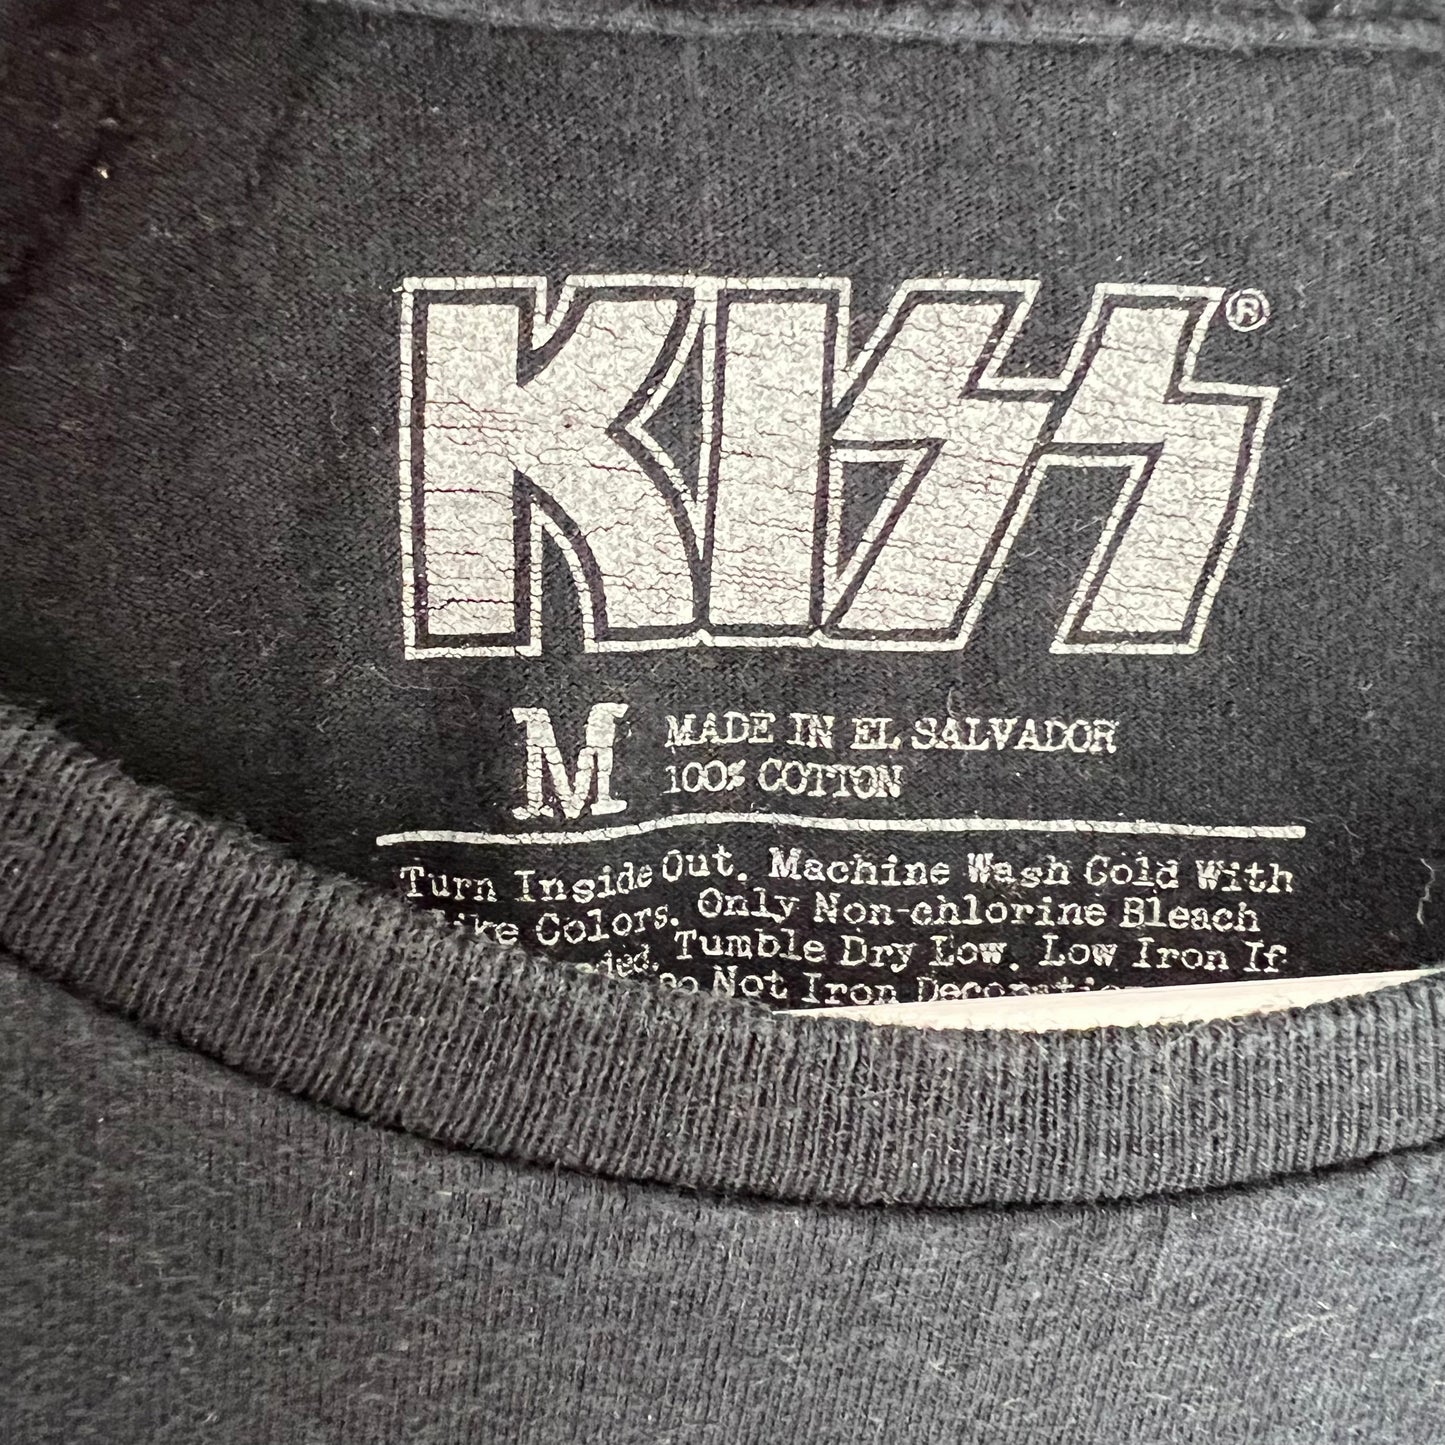 KISS®
M MADE IN EL SALVADOR
100% COTTON
Turn Inside Out. Machine Wash Cold With
Like Colors. Only Non-chlorine Bleach
Tumble Dry Low. Low Iron If
Not Iron